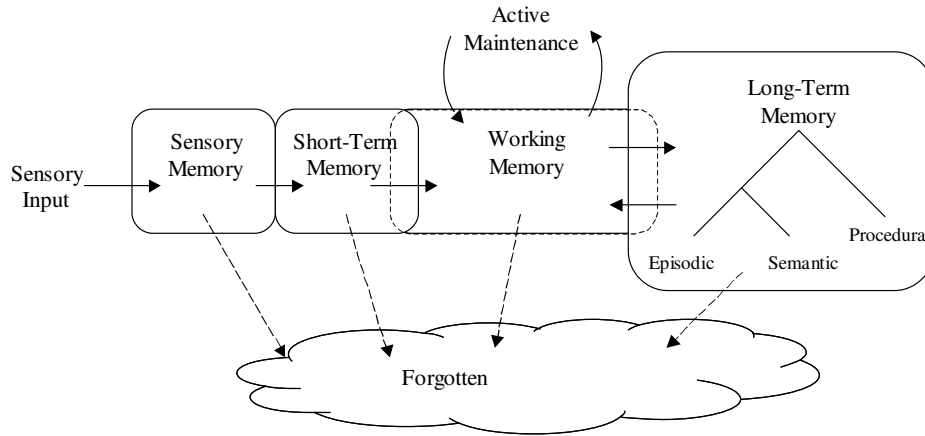 Active
Maintenance
Long-Term
Memory
Sensory
Memory
Short-Term
Memory
Working
Memory
Sensory
Input
Procedura
Episodic
Semantic
Forgotten